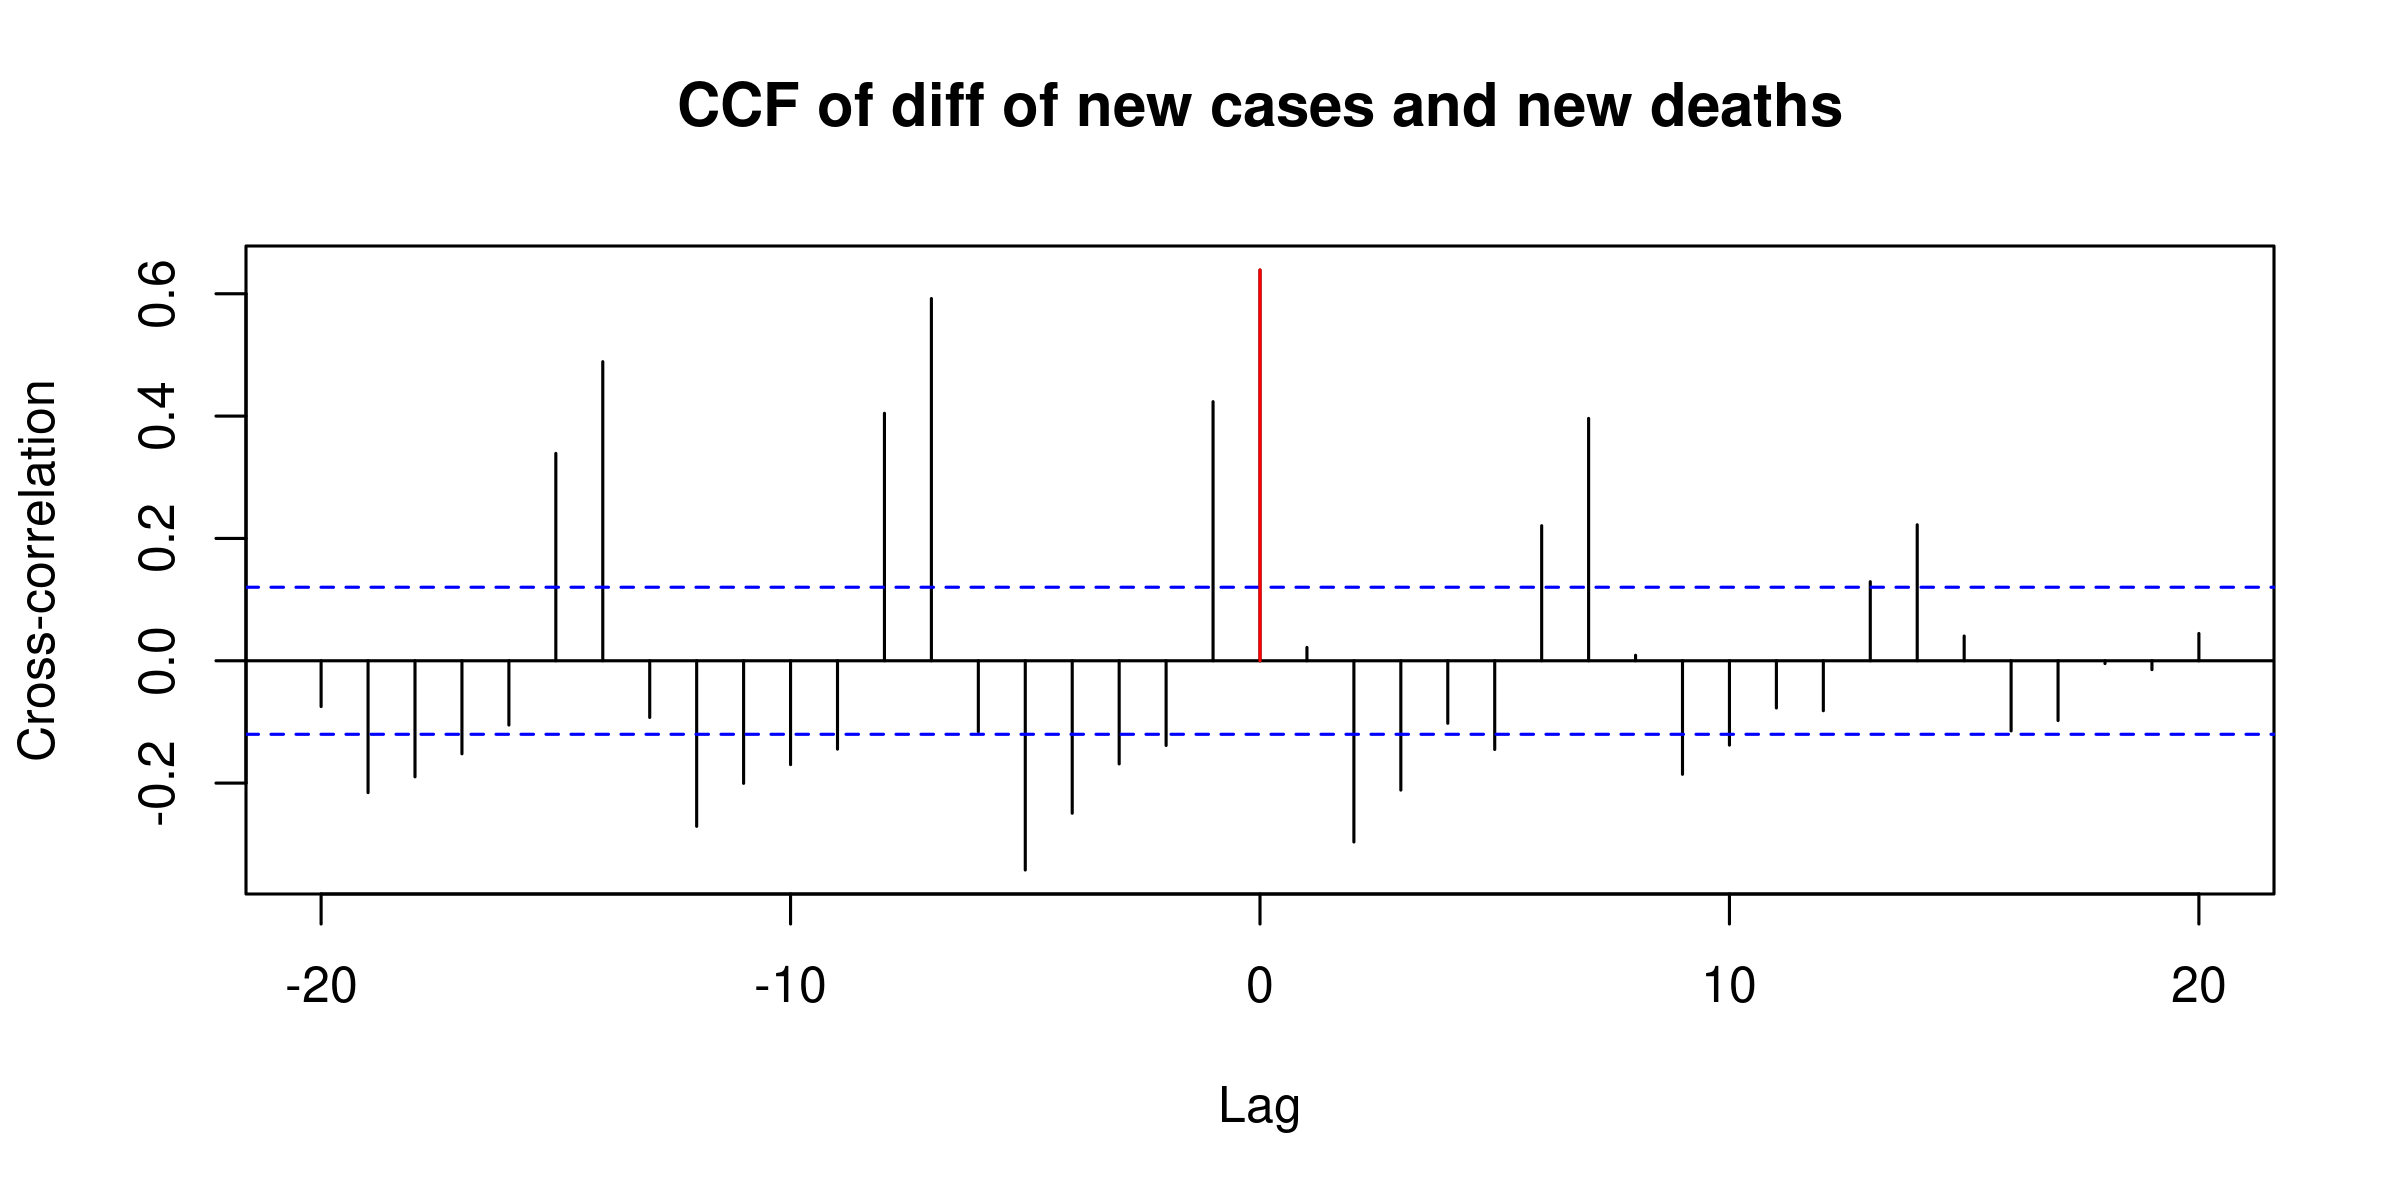 CCF of diff of new cases and new deaths
Cross-correlation
0.6
0.4
0.2
0.0
-0.2
-20 -10 0 10 20
Lag